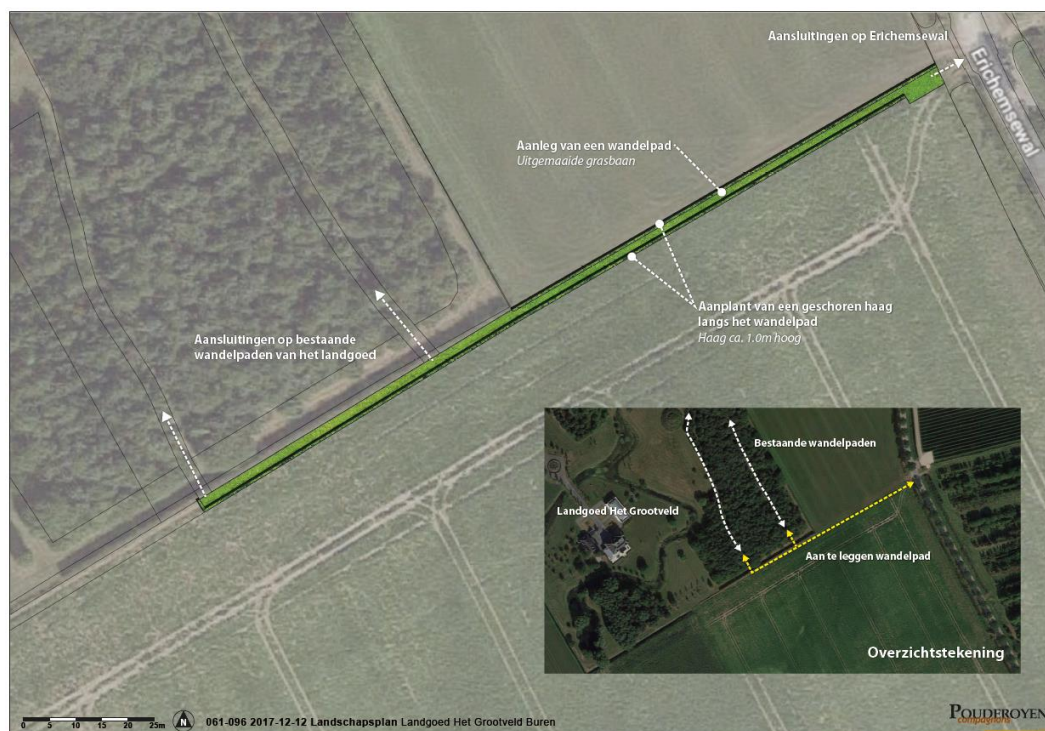 Aansluitingen op Erichemsewal
Erichemsewal
Aanleg van een wandelpad
Uitgemaaide grasbaan
Aanplant van een geschoren haag
langs het wandelpad
Haag ca. 1.0m hoog
Aansluitingen op bestaande
wandelpaden van het landgoed
Bestaande wandelpaden
Landgoed Het Grootveld
Aan te leggen wandelpad
Overzichtstekening
0 5 10 15 20 25m
N
061-096 2017-12-12 Landschapsplan Landgoed Het Grootveld Buren
POUDEROYEN
compagnons